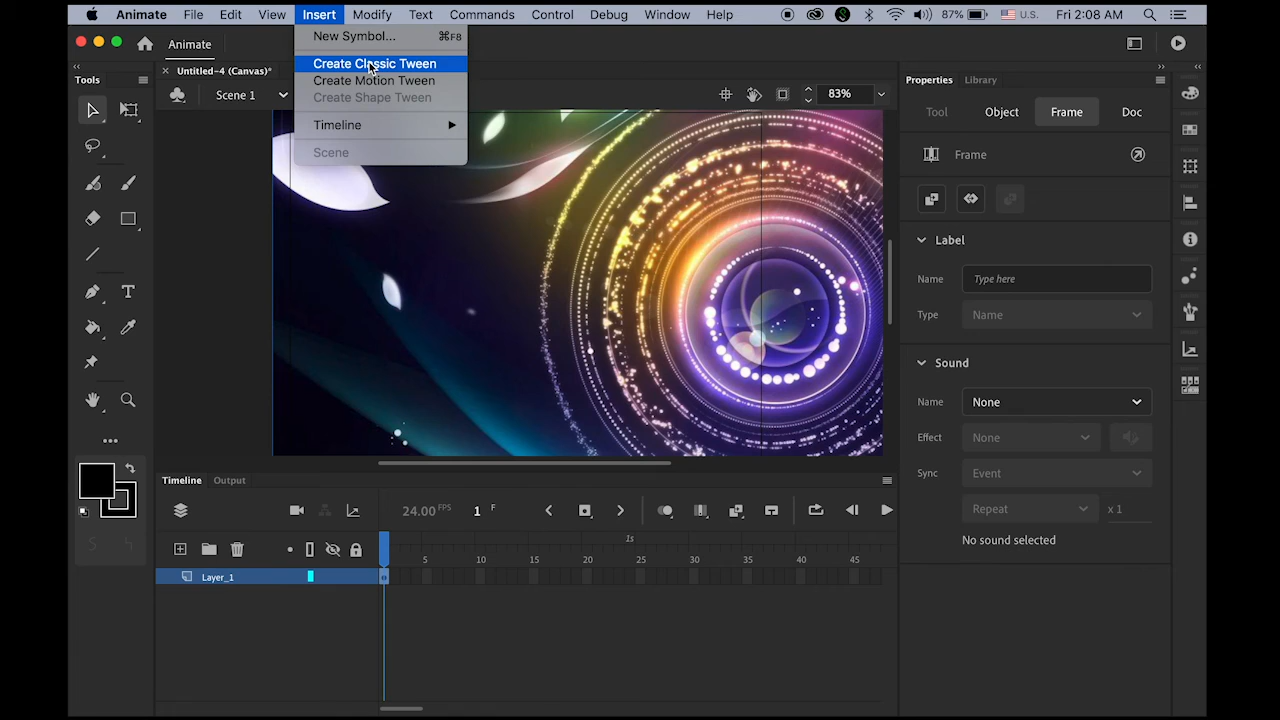 Animate File Edit View Insert Modify Text Commands Control Debug Window Help 87% U.S. Fri 2:08 AM
New Symbol... ⌘F8
Animate
Create Classic Tween
Tools
Untitled-4 (Canvas)*
Create Motion Tween
Properties Library
Scene 1
Create Shape Tween
83%
Tool Object Frame Doc
Timeline
Scene
Frame
Label
Name Type here
Type Name
Sound
Name None
Effect None
Sync Event
Repeat x 1
No sound selected
Timeline Output
24.00 FPS 1 F
1s
5 10 15 20 25 30 35 40 45
Layer_1